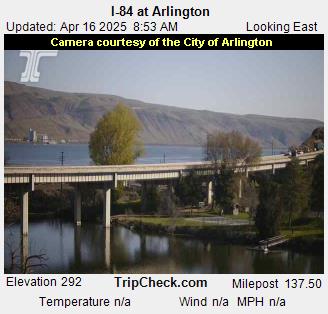 I-84 at Arlington
Updated: Apr 16 2025 8:53 AM Looking East
Camera courtesy of the City of Arlington
Elevation 292 TripCheck.com Milepost 137.50
Temperature n/a Wind n/a MPH n/a